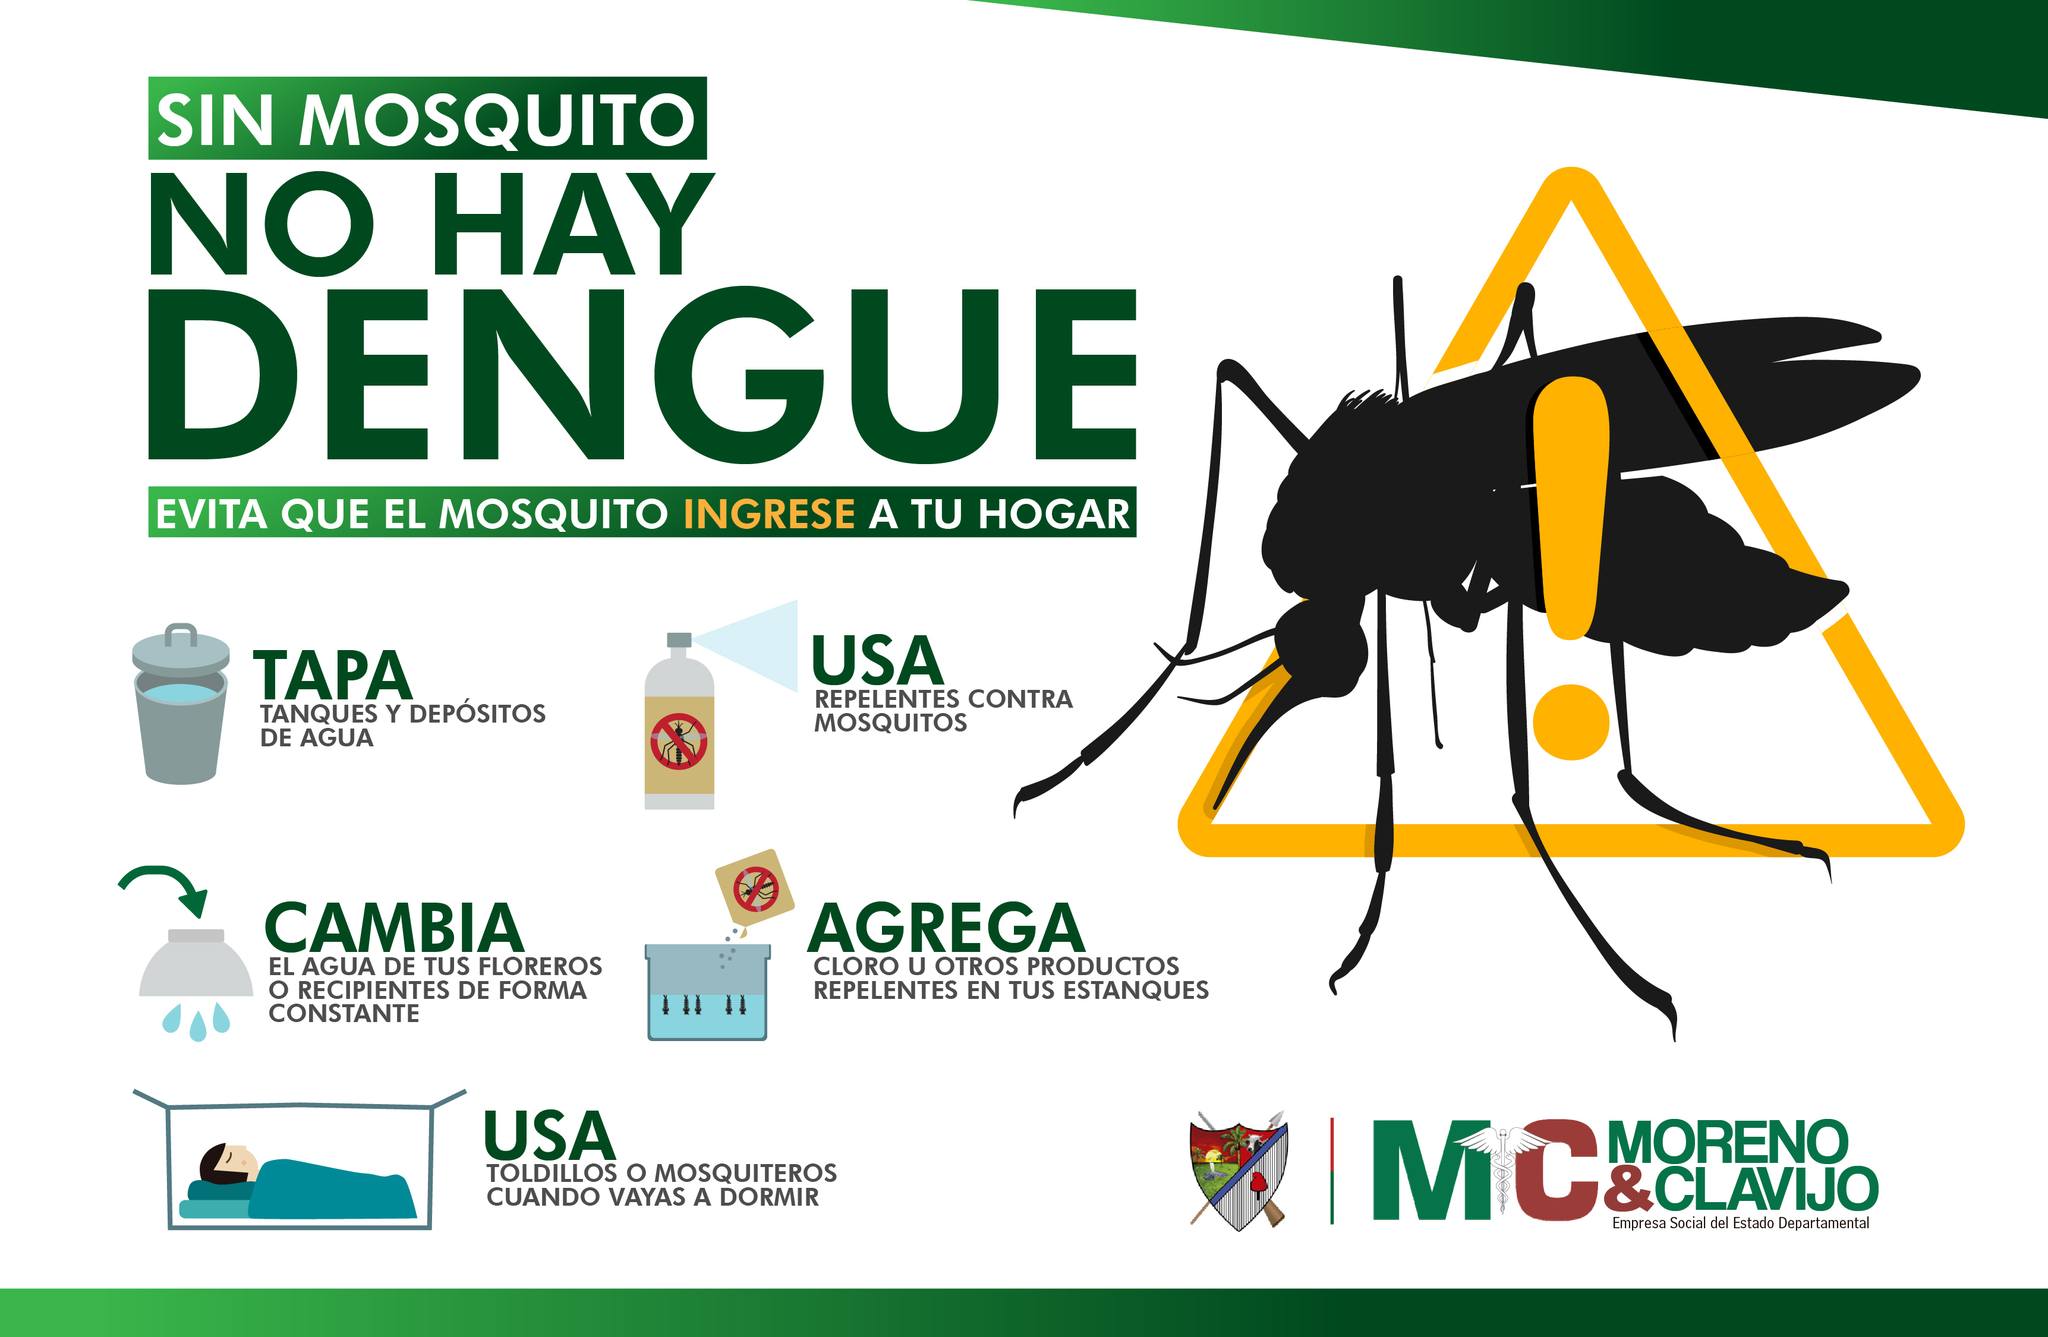 SIN MOSQUITO
NO HAY
DENGUE
EVITA QUE EL MOSQUITO INGRESE A TU HOGAR
TAPA
TANQUES Y DEPÓSITOS
DE AGUA
USA
REPELENTES CONTRA
MOSQUITOS
CAMBIA
EL AGUA DE TUS FLOREROS
O RECIPIENTES DE FORMA
CONSTANTE
AGREGA
CLORO U OTROS PRODUCTOS
REPELENTES EN TUS ESTANQUES
USA
TOLDILLOS O MOSQUITEROS
CUANDO VAYAS A DORMIR
MC MORENO
&CLAVIJO
Empresa Social del Estado Departamental